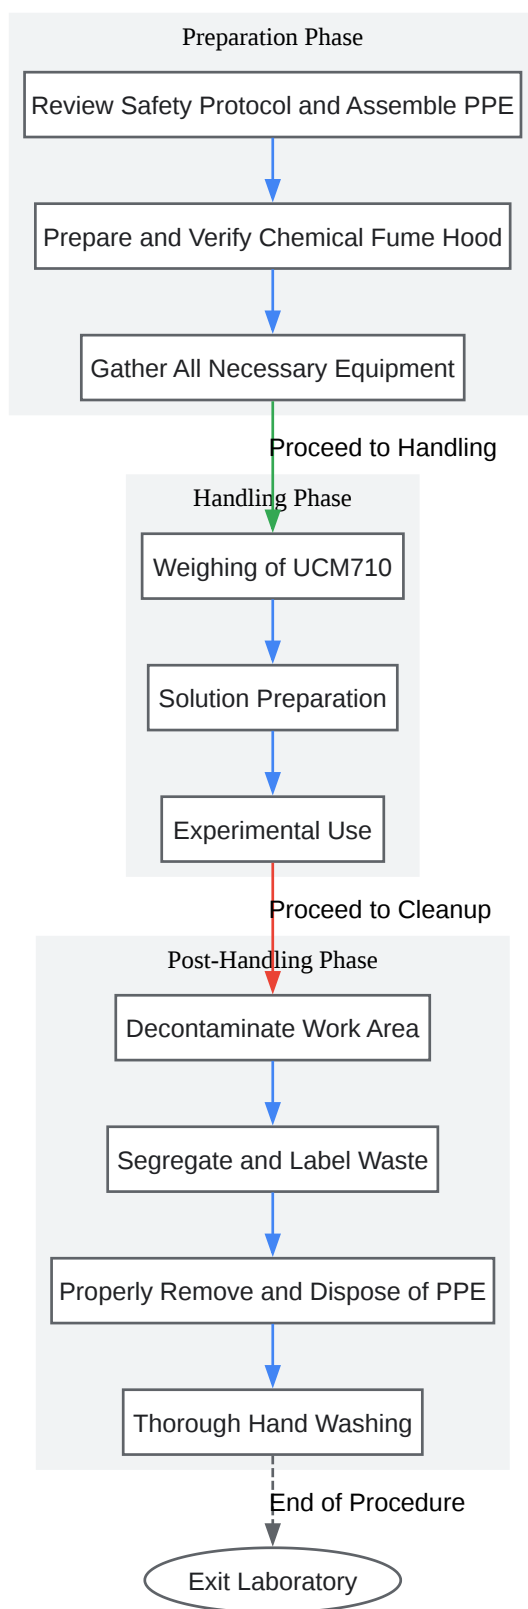 Preparation Phase
Review Safety Protocol and Assemble PPE
Prepare and Verify Chemical Fume Hood
Gather All Necessary Equipment
Proceed to Handling
Handling Phase
Weighing of UCM710
Solution Preparation
Experimental Use
Proceed to Cleanup
Post-Handling Phase
Decontaminate Work Area
Segregate and Label Waste
Properly Remove and Dispose of PPE
Thorough Hand Washing
End of Procedure
Exit Laboratory